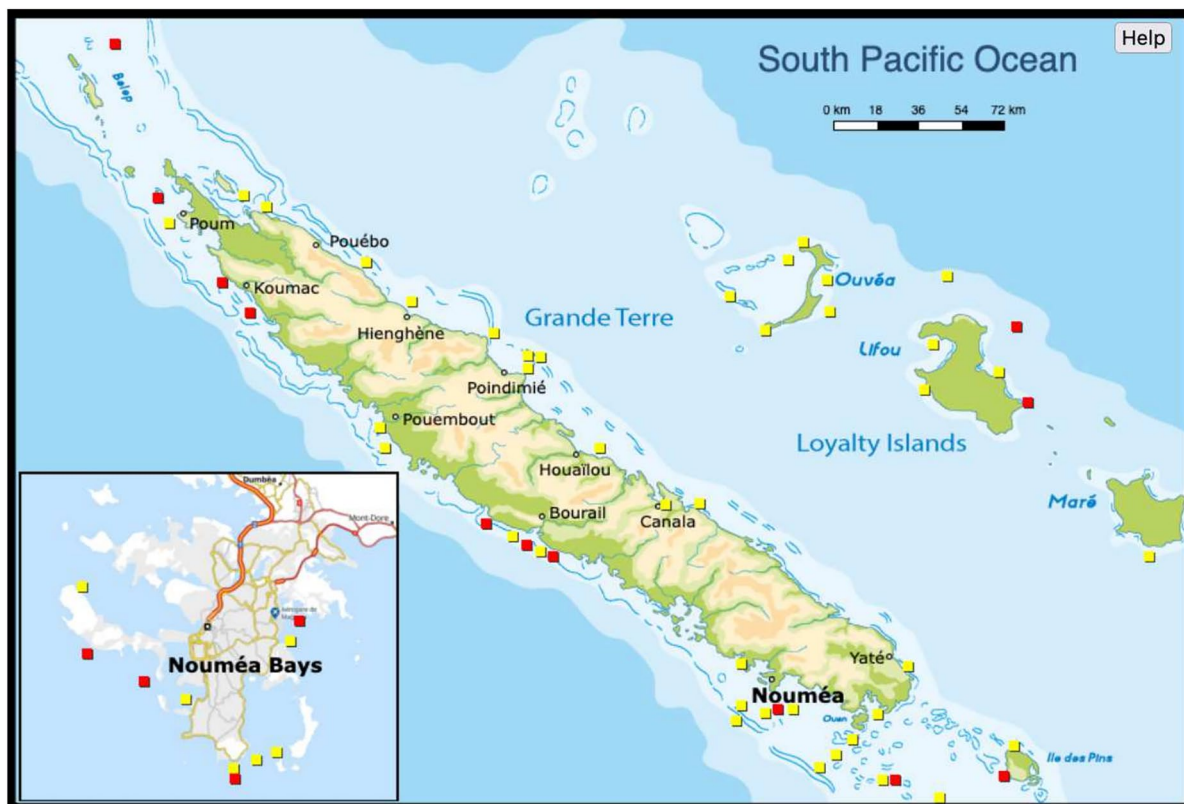 Help
South Pacific Ocean
0 km 18 36 54 72 km
Belep
Poum
Pouébo
Koumac
Ouvéa
Grande Terre
Hienghène
Lifou
Poindimié
Pouembout
Loyalty Islands
Houaïlou
Maré
Bourail
Canala
Dumbéa
Mont-Dore
Nouméa Bays
Yaté
Nouméa
Ouen
Ile des Pins